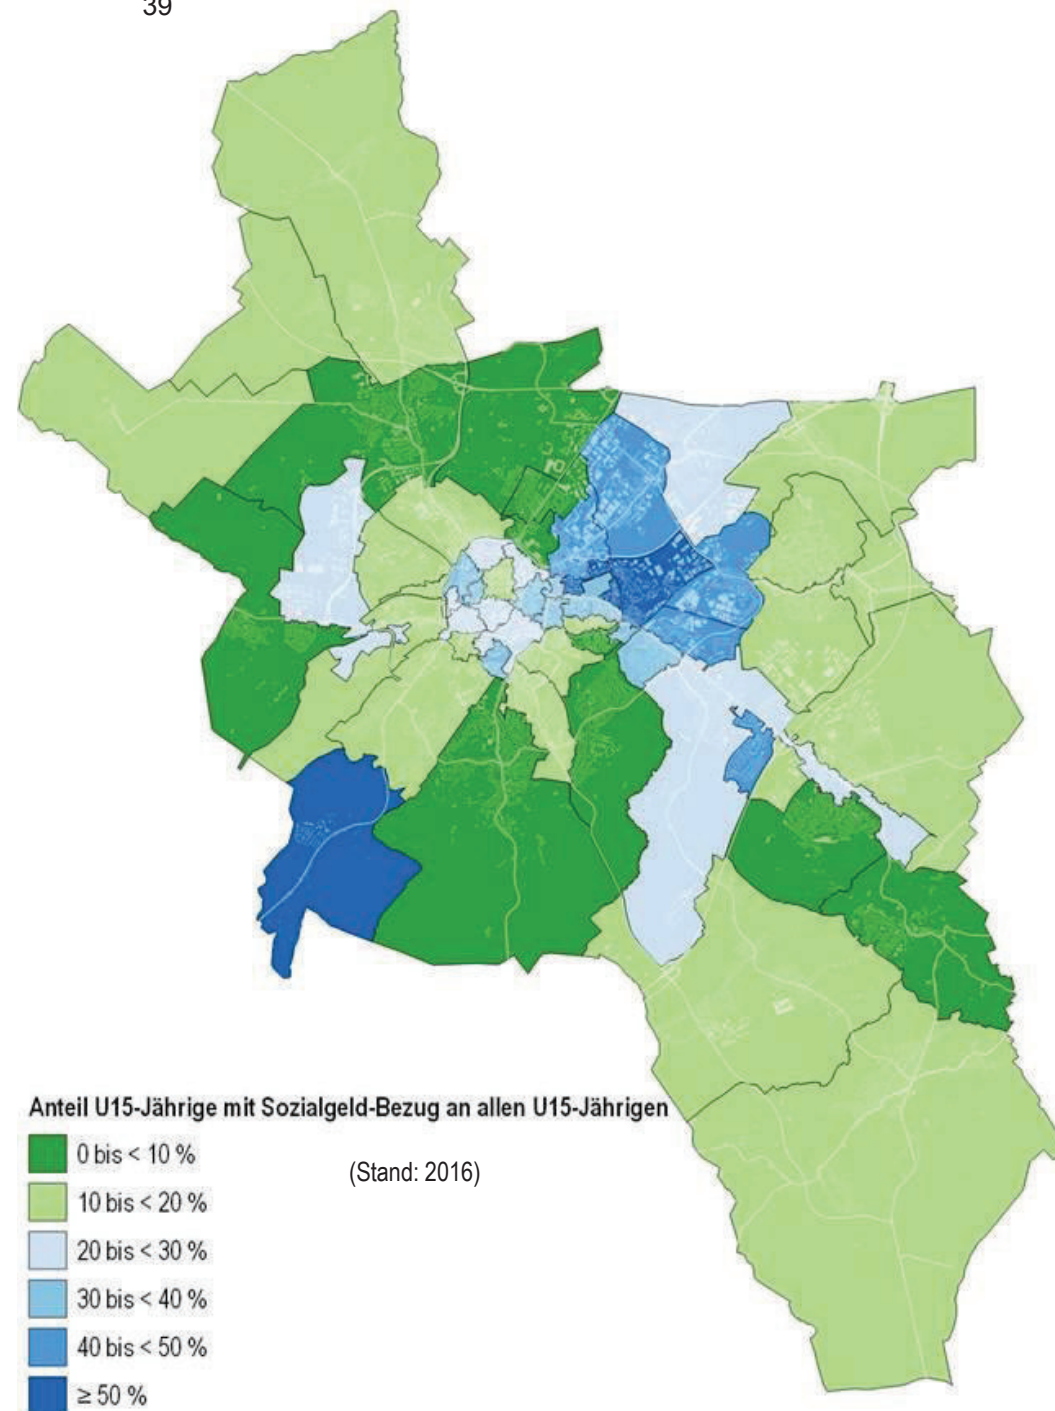 39
Anteil U15-Jährige mit Sozialgeld-Bezug an allen U15-Jährigen
(Stand: 2016)
0 bis < 10 %
10 bis < 20 %
20 bis < 30 %
30 bis < 40 %
40 bis < 50 %
≥ 50 %